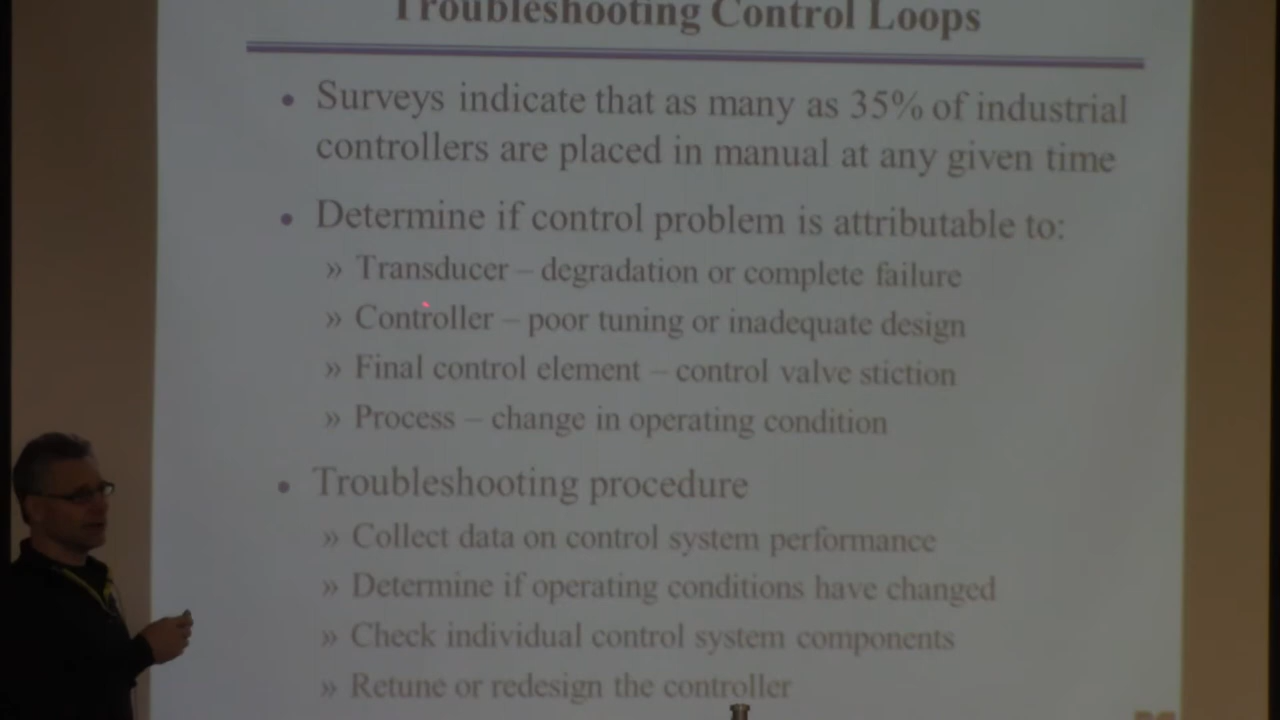 Troubleshooting Control Loops
• Surveys indicate that as many as 35% of industrial
controllers are placed in manual at any given time
• Determine if control problem is attributable to:
» Transducer – degradation or complete failure
» Controller – poor tuning or inadequate design
» Final control element – control valve stiction
» Process – change in operating condition
• Troubleshooting procedure
» Collect data on control system performance
» Determine if operating conditions have changed
» Check individual control system components
» Retune or redesign the controller